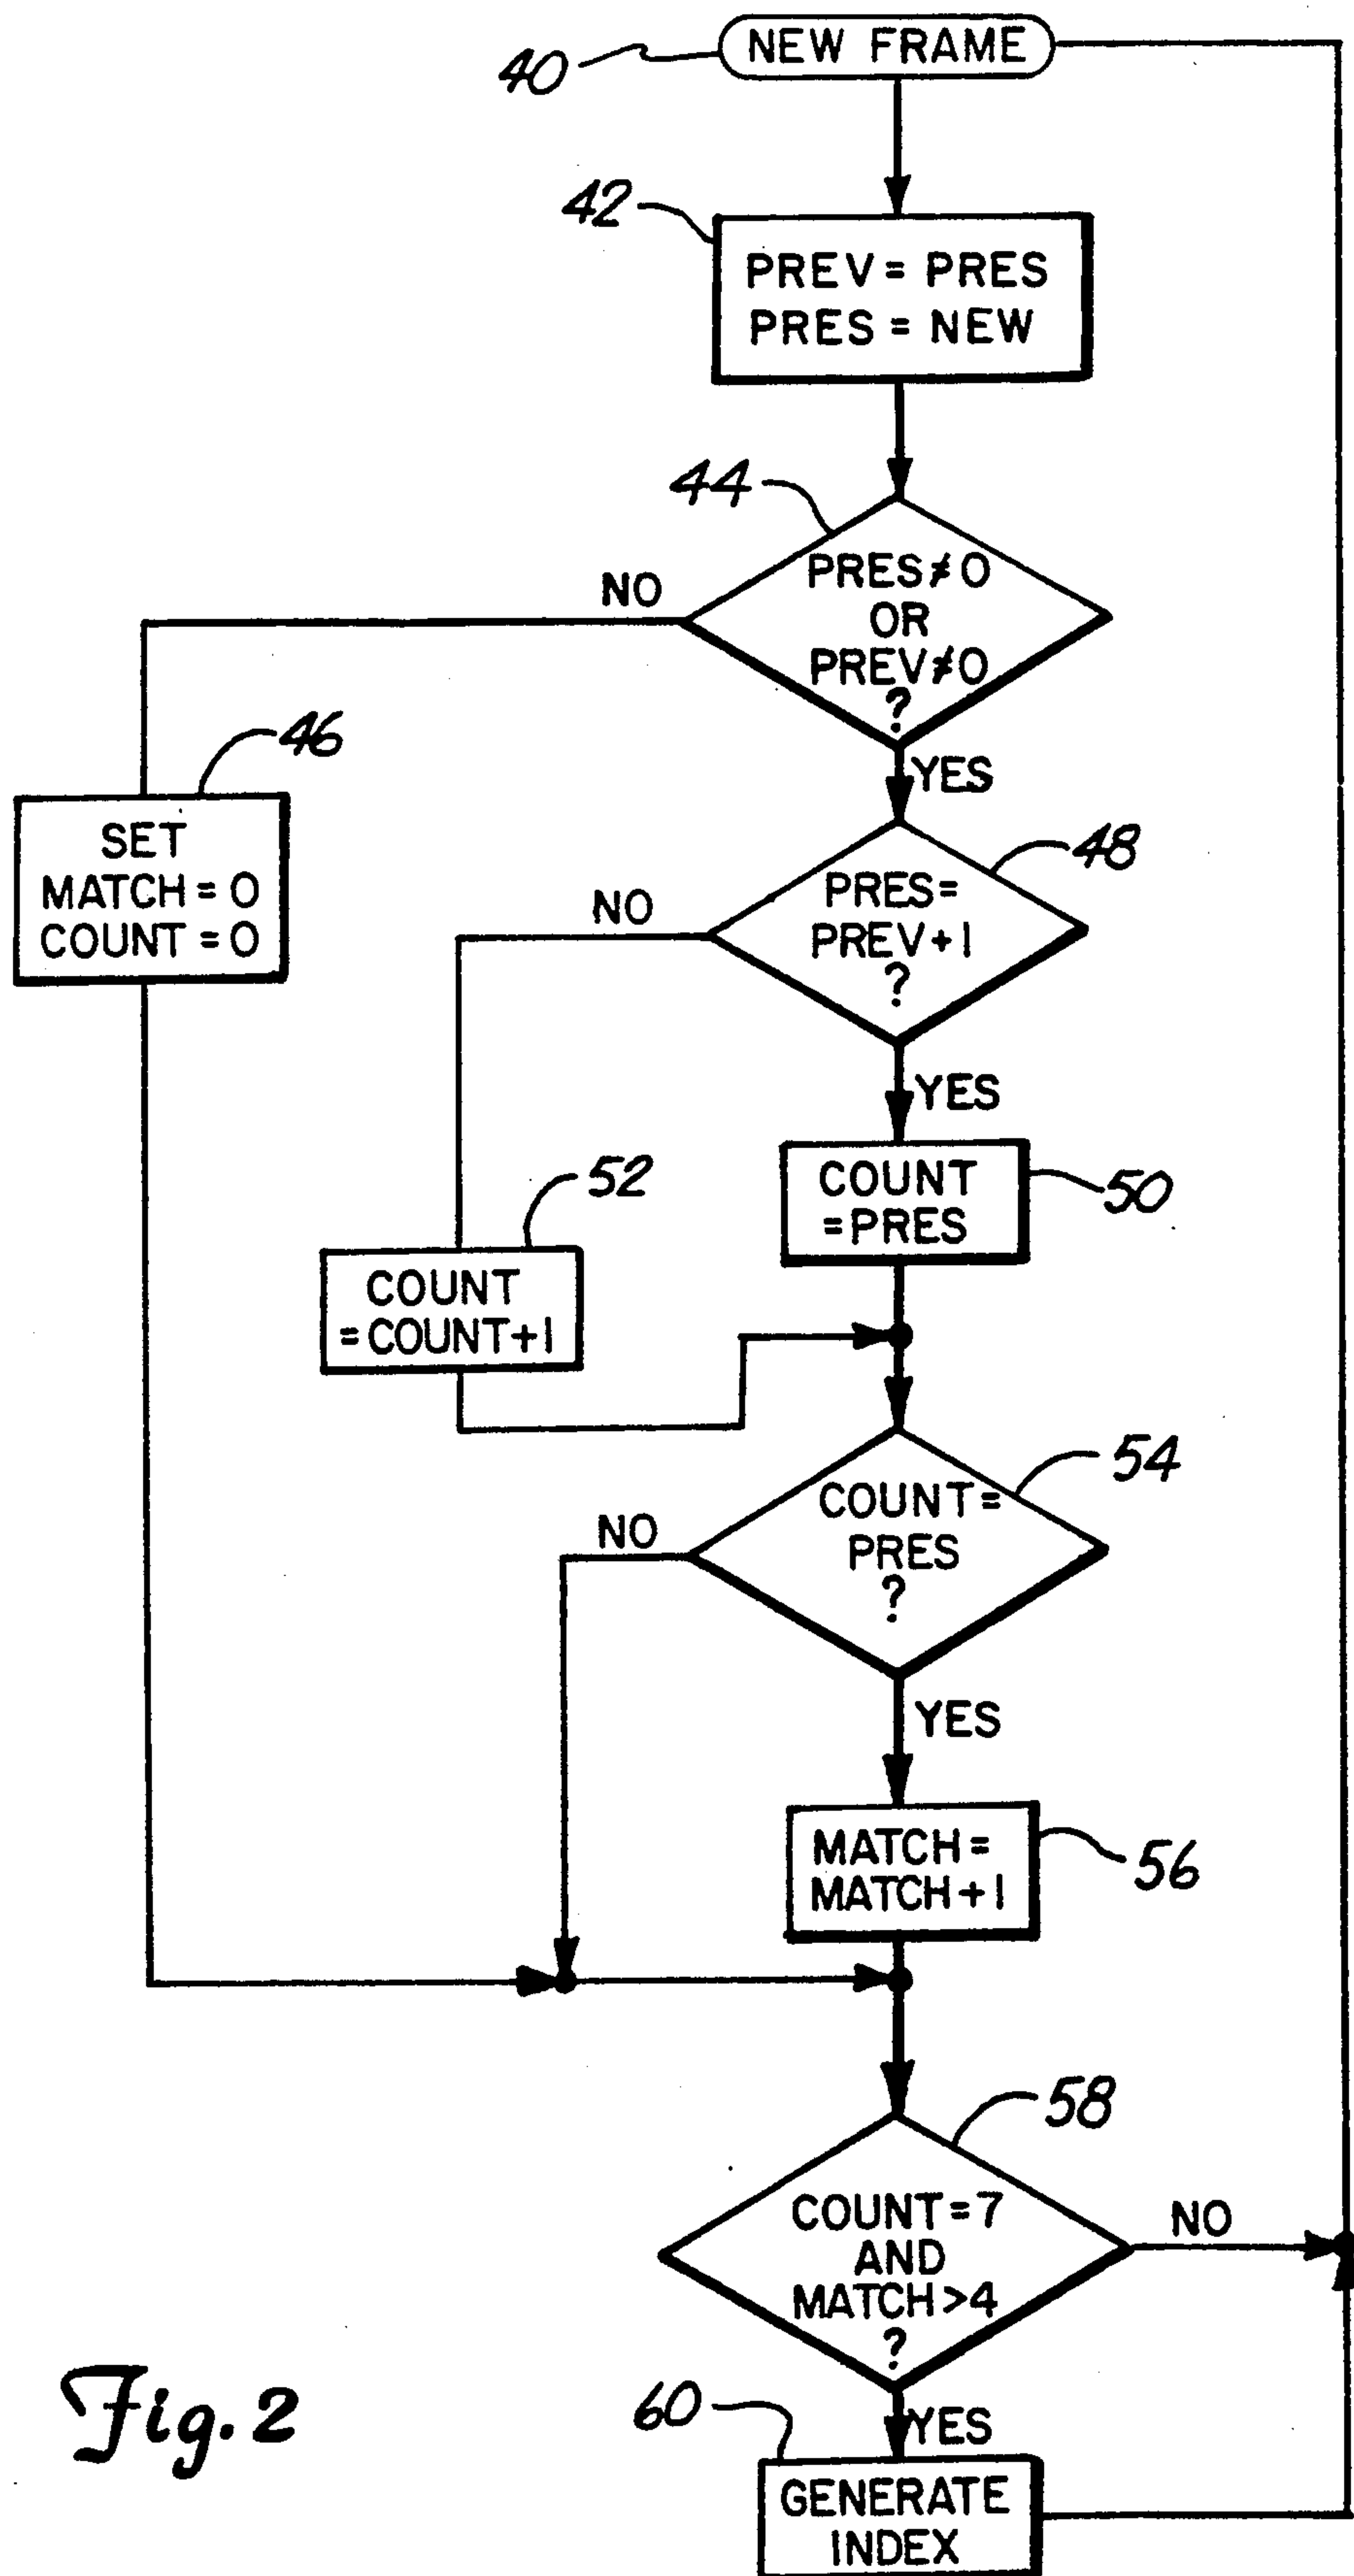 NEW FRAME
40
42
PREV = PRES
PRES = NEW
44
PRES ≠ 0
OR
PREV ≠ 0
?
NO
YES
46
SET
MATCH = 0
COUNT = 0
48
PRES =
PREV + 1
?
NO
YES
50
COUNT
= PRES
52
COUNT
= COUNT + 1
54
COUNT =
PRES
?
NO
YES
56
MATCH =
MATCH + 1
58
COUNT = 7
AND
MATCH > 4
?
NO
YES
60
GENERATE
INDEX
Fig. 2